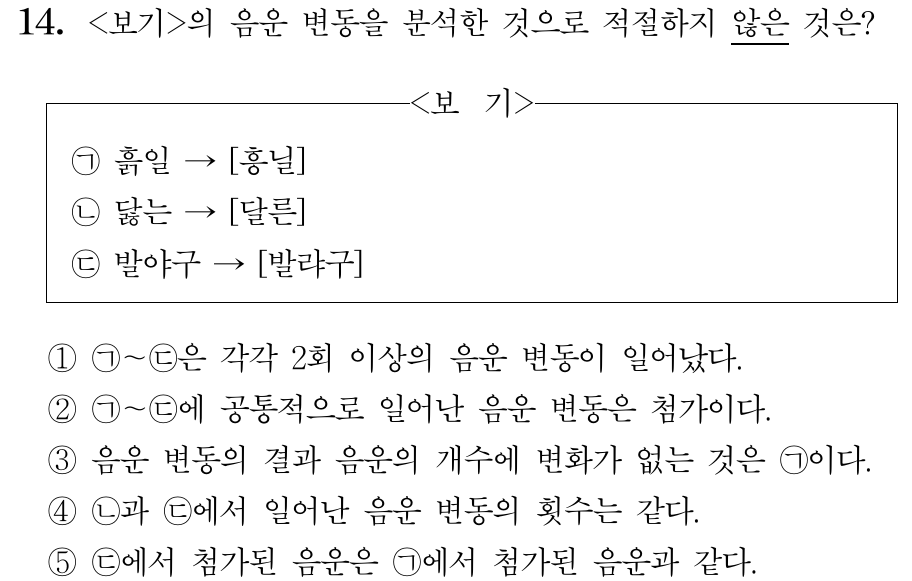 14. <보기>의 음운 변동을 분석한 것으로 적절하지 않은 것은?
<보 기>
㉠ 흙일 → [흥닐]
㉡ 닳는 → [달른]
㉢ 발야구 → [발랴구]
① ㉠~㉢은 각각 2회 이상의 음운 변동이 일어났다.
② ㉠~㉢에 공통적으로 일어난 음운 변동은 첨가이다.
③ 음운 변동의 결과 음운의 개수에 변화가 없는 것은 ㉠이다.
④ ㉡과 ㉢에서 일어난 음운 변동의 횟수는 같다.
⑤ ㉢에서 첨가된 음운은 ㉠에서 첨가된 음운과 같다.